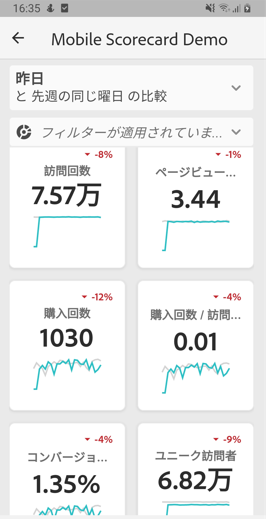 16:35
Mobile Scorecard Demo
昨日
と 先週の同じ曜日 の比較
フィルターが適用されていま...
-8%
訪問回数
7.57万
-1%
ページビュー...
3.44
-12%
購入回数
1030
-4%
購入回数 / 訪問...
0.01
-4%
コンバージョ...
1.35%
-9%
ユニーク訪問者
6.82万